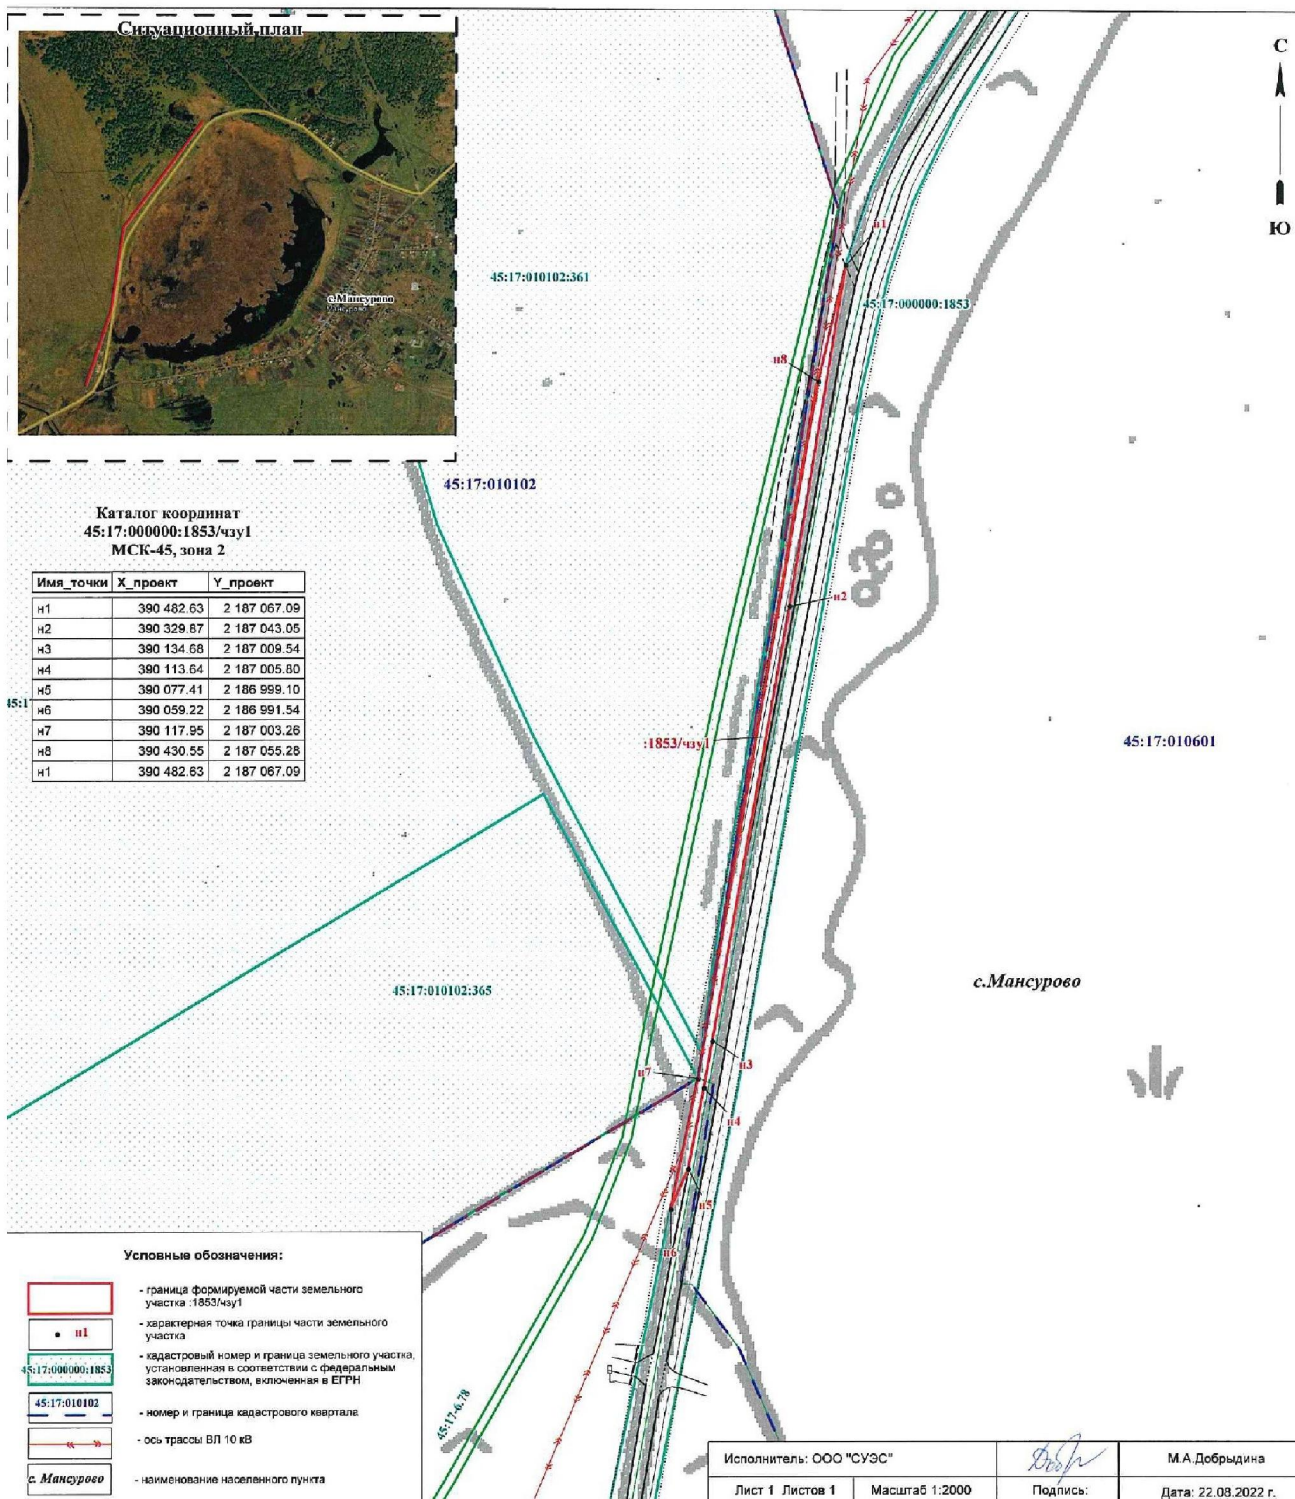 Ситуационный план
с.Мансурово
С
Ю
н1
45:17:010102:361
45:17:000000:1853
н8
45:17:010102
Каталог координат
45:17:000000:1853/чзу1
МСК-45, зона 2
Имя_точки X_проект Y_проект
н1 390 482.63 2 187 067.09
н2 390 329.87 2 187 043.05
н3 390 134.68 2 187 009.54
н4 390 113.64 2 187 005.80
н5 390 077.41 2 186 999.10
н6 390 059.22 2 186 991.54
н7 390 117.95 2 187 003.28
н8 390 430.55 2 187 055.28
н1 390 482.63 2 187 067.09
н2
45:1
:1853/чзу1
45:17:010601
45:17:010102:365
с.Мансурово
н3
н7
н4
н5
н6
45:17-6.78
Условные обозначения:
- граница формируемой части земельного
участка :1853/чзу1
н1
- характерная точка границы части земельного
участка
45:17:000000:1853
- кадастровый номер и граница земельного участка,
установленная в соответствии с федеральным
законодательством, включенная в ЕГРН
45:17:010102
- номер и граница кадастрового квартала
- ось трассы ВЛ 10 кВ
с. Мансурово
- наименование населенного пункта
Исполнитель: ООО "СУЭС"
М.А.Добрыдина
Лист 1 Листов 1
Масштаб 1:2000
Подпись:
Дата: 22.08.2022 г.